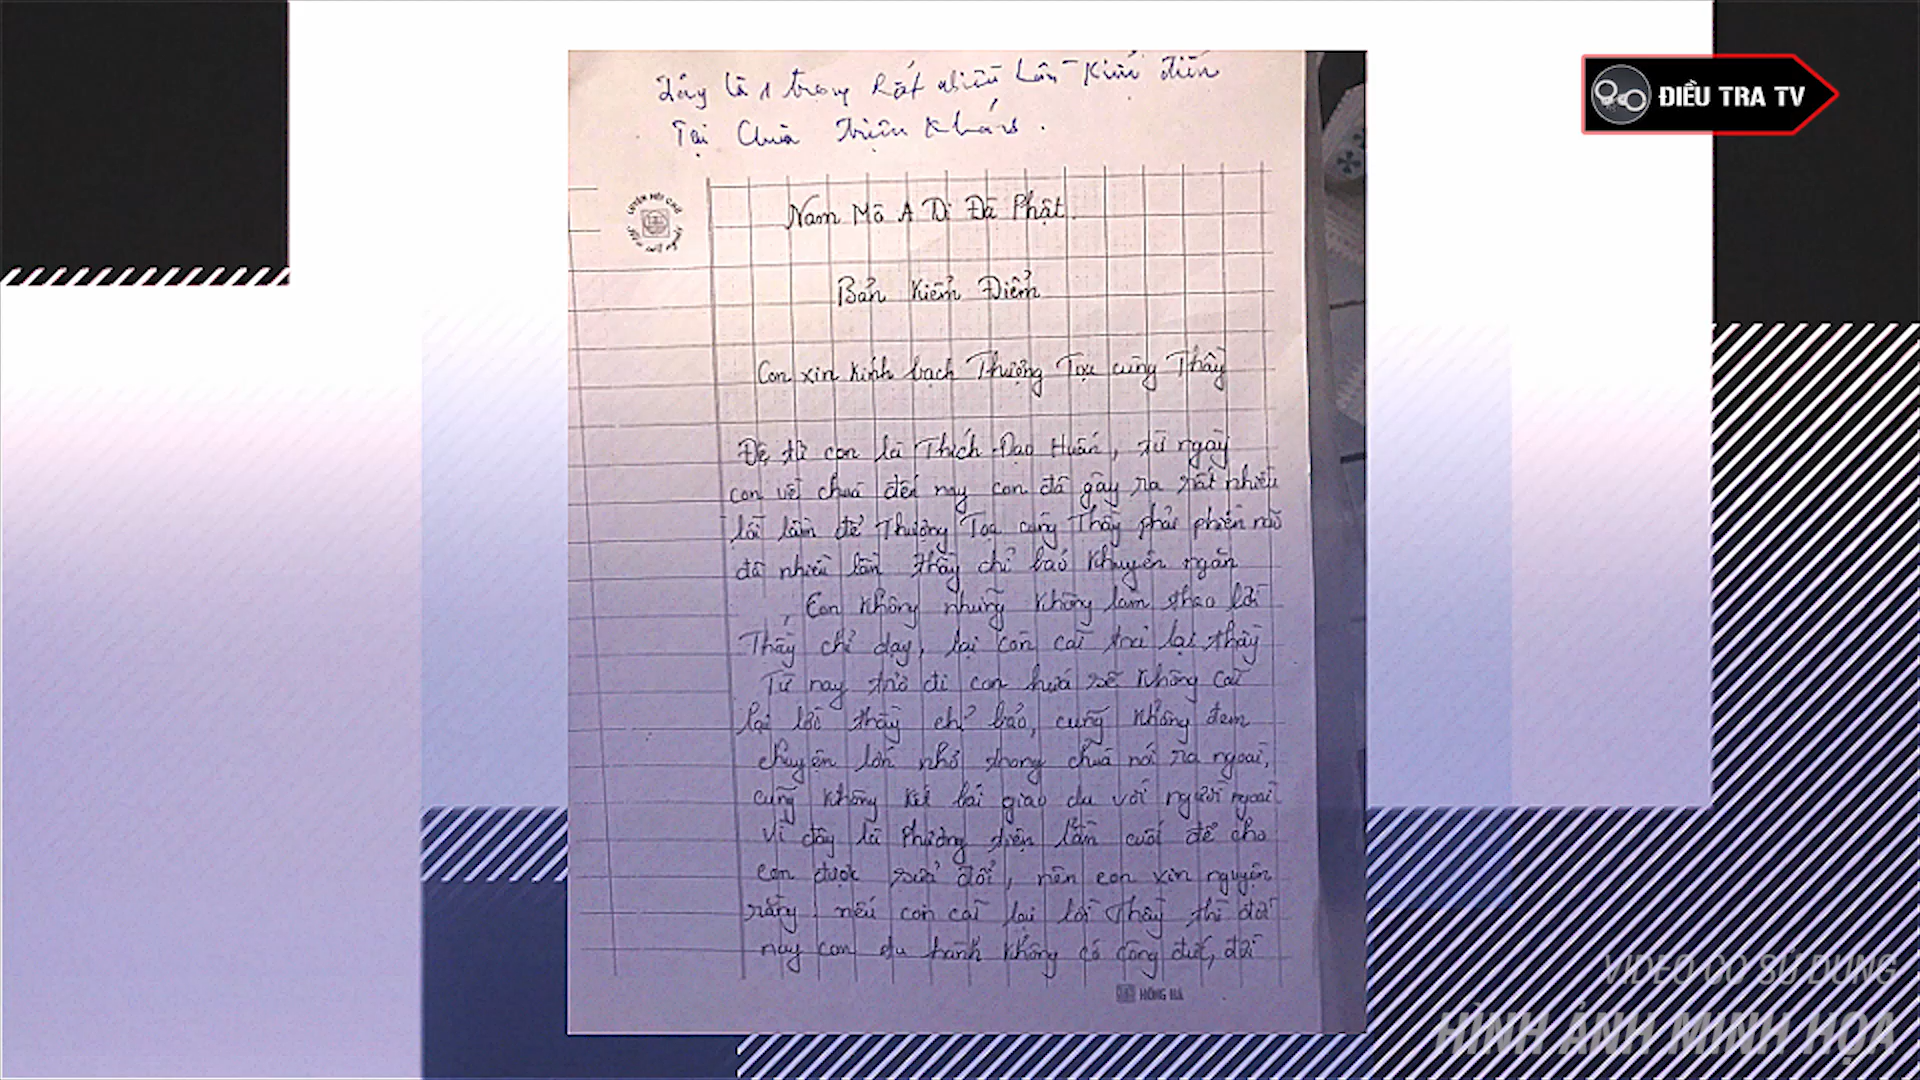 Đây là 1 trong rất nhiều lần kiểm điểm
Tại Chùa Thiện Khánh.
ĐIỀU TRA TV
Nam Mô A Di Đà Phật.
Bản Kiểm Điểm
Con xin kính bạch Thượng Tọa cùng Thầy
Đệ tử con là Thích Đạo Huấn, từ ngày
con về chùa đến nay con đã gây ra rất nhiều
lỗi lầm để Thượng Tọa cùng Thầy phải phiền não
đã nhiều lần thầy chỉ bảo khuyên ngăn
Con không những không làm theo lời
Thầy chỉ dạy, lại còn cãi trả lại thầy
Từ nay trở đi con hứa sẽ không cãi
lại lời thầy chỉ bảo, cũng không đem
chuyện lớn nhỏ trong chùa nói ra ngoài,
cũng không kết bái giao du với người ngoài
Vì đây là phương tiện lần cuối để cho
con được sửa đổi, nên con xin nguyện
rằng: nếu con cãi lại lời Thầy thì đời
nay con tu hành không có công đức, đời
HỒNG HÀ
VIDEO CÓ SỬ DỤNG
HÌNH ẢNH MINH HỌA